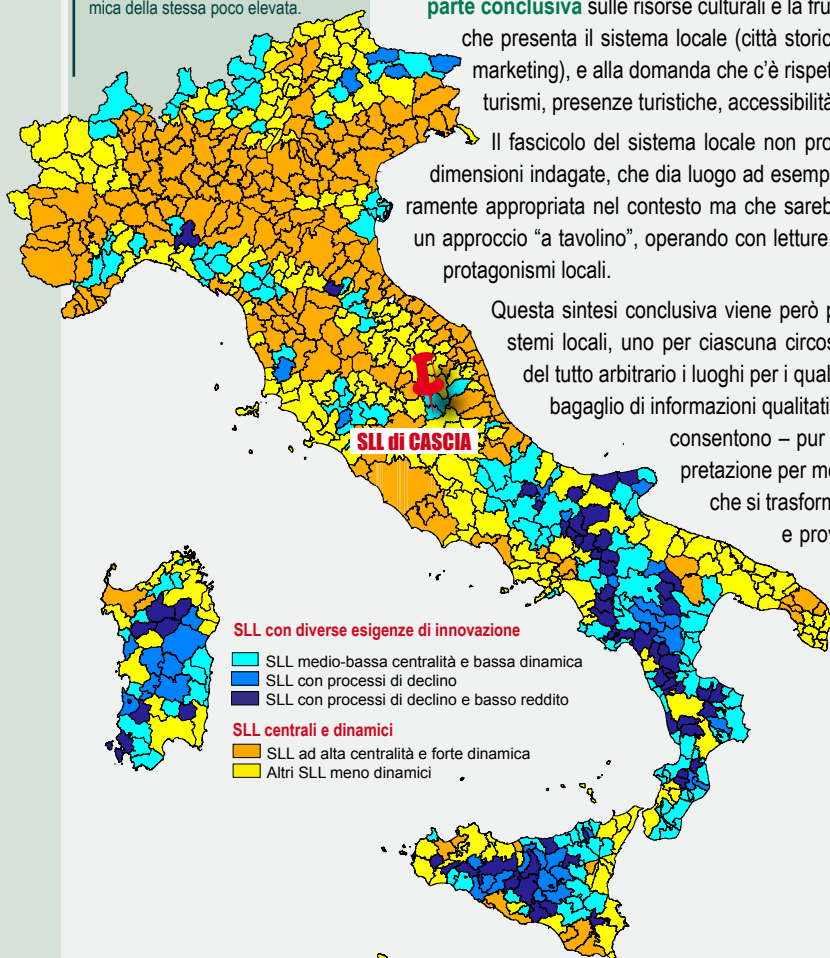 mica della stessa poco elevata.
parte conclusiva sulle risorse culturali e la fru
che presenta il sistema locale (città storic
marketing), e alla domanda che c'è rispet
turismi, presenze turistiche, accessibilità
Il fascicolo del sistema locale non pro
dimensioni indagate, che dia luogo ad esemp
ramente appropriata nel contesto ma che sareb
un approccio "a tavolino", operando con letture
protagonismi locali.
Questa sintesi conclusiva viene però p
stemi locali, uno per ciascuna circos
del tutto arbitrario i luoghi per i qual
bagaglio di informazioni qualitati
consentono – pur
pretazione per me
che si trasform
e prov
SLL di CASCIA
SLL con diverse esigenze di innovazione
SLL medio-bassa centralità e bassa dinamica
SLL con processi di declino
SLL con processi di declino e basso reddito
SLL centrali e dinamici
SLL ad alta centralità e forte dinamica
Altri SLL meno dinamici